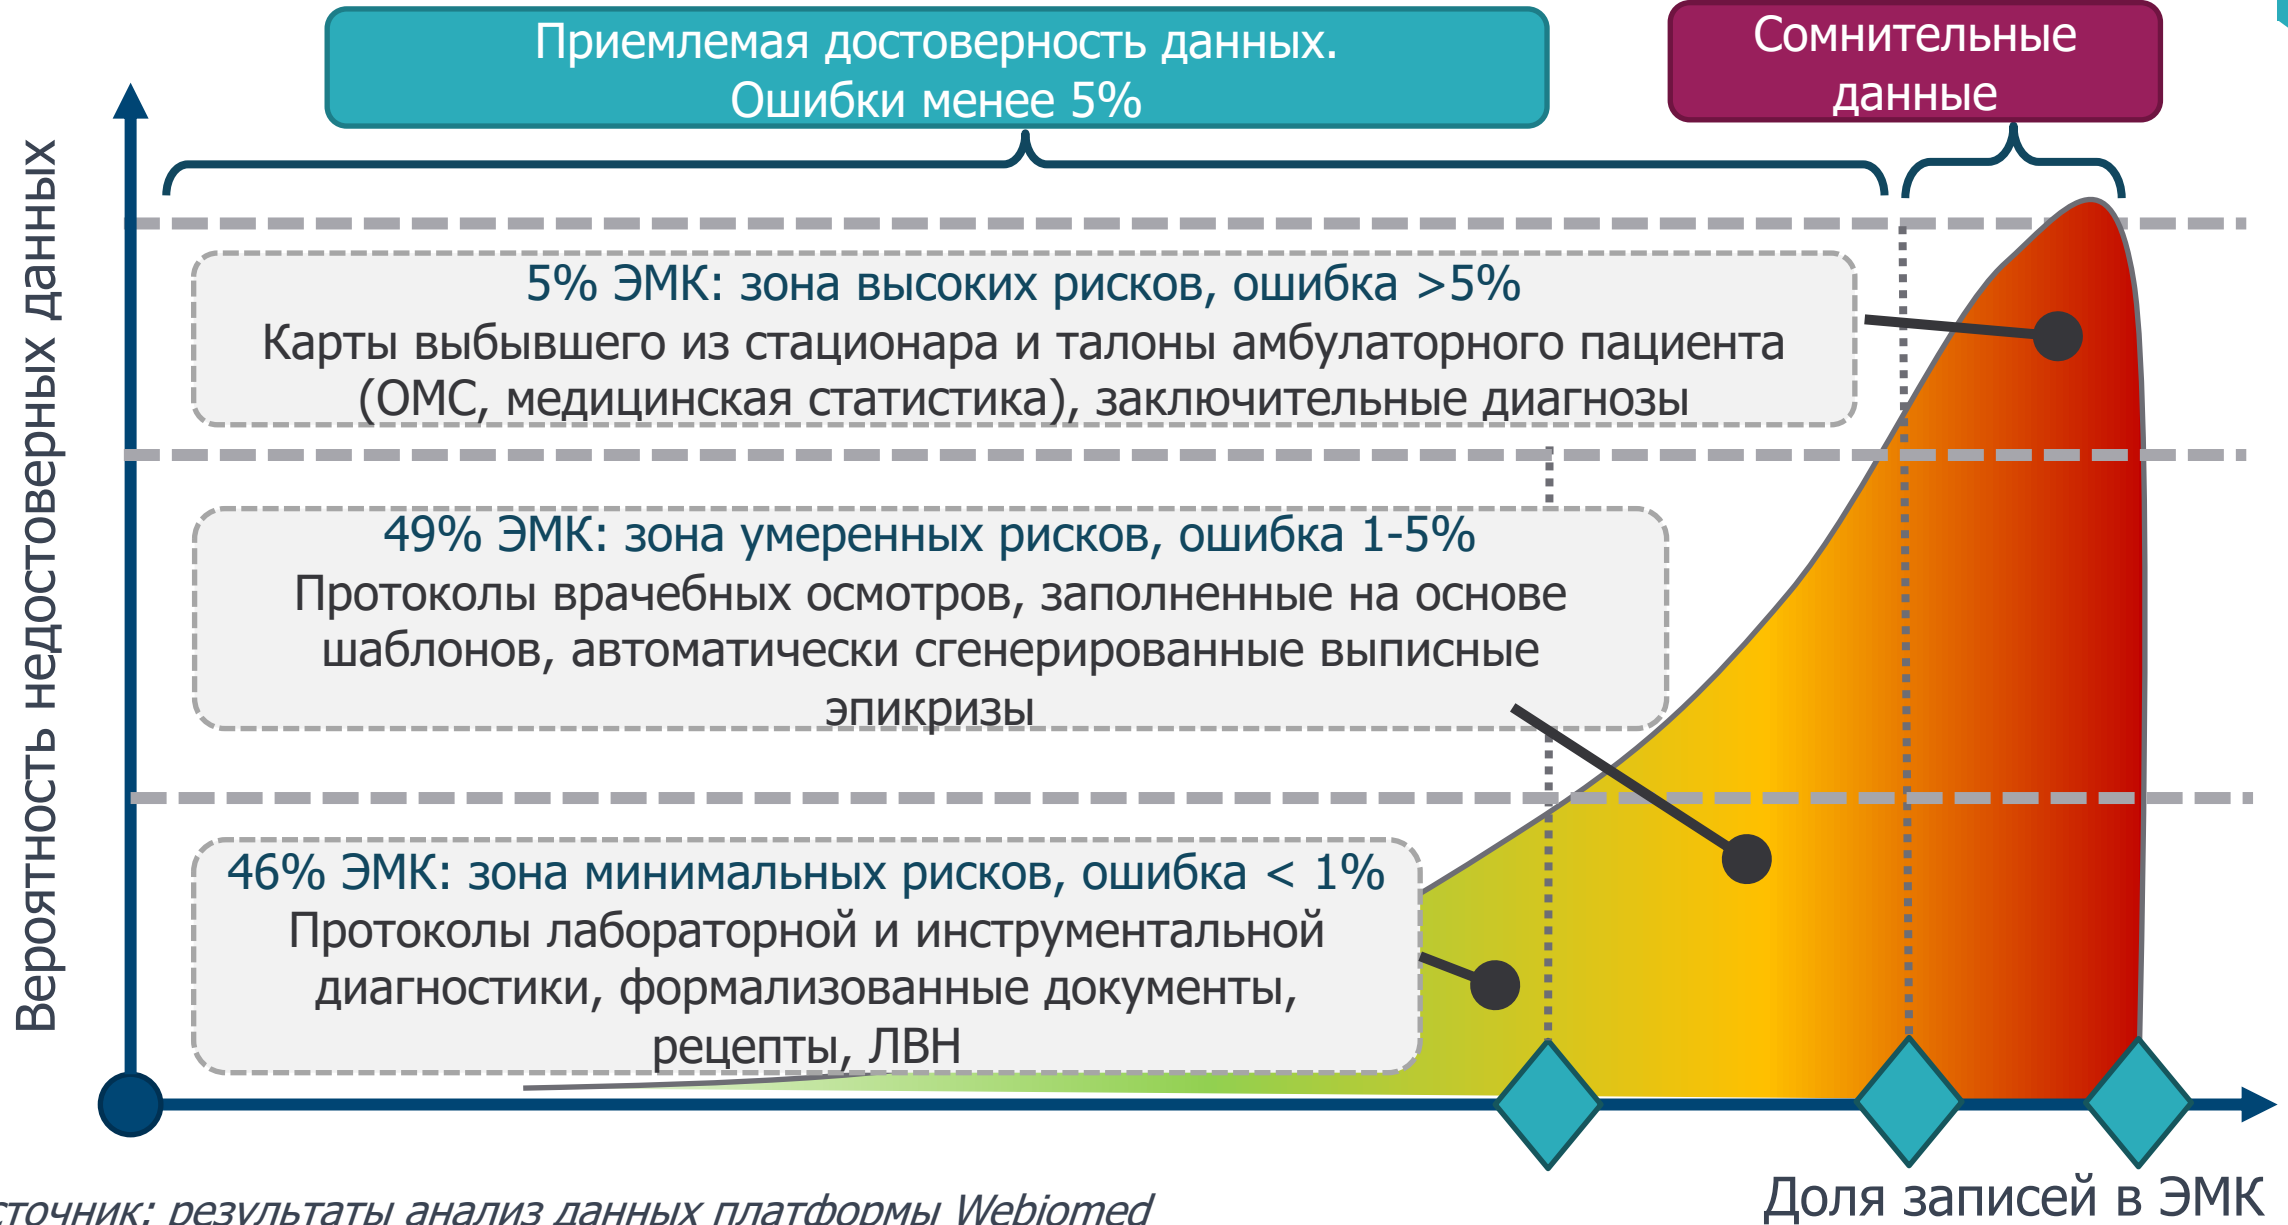 Приемлемая достоверность данных.
Ошибки менее 5%
Сомнительные
данные
Вероятность недостоверных данных
5% ЭМК: зона высоких рисков, ошибка >5%
Карты выбывшего из стационара и талоны амбулаторного пациента
(ОМС, медицинская статистика), заключительные диагнозы
49% ЭМК: зона умеренных рисков, ошибка 1-5%
Протоколы врачебных осмотров, заполненные на основе
шаблонов, автоматически сгенерированные выписные
эпикризы
46% ЭМК: зона минимальных рисков, ошибка < 1%
Протоколы лабораторной и инструментальной
диагностики, формализованные документы,
рецепты, ЛВН
Доля записей в ЭМК
сточник: результаты анализ данных платформы Webiomed